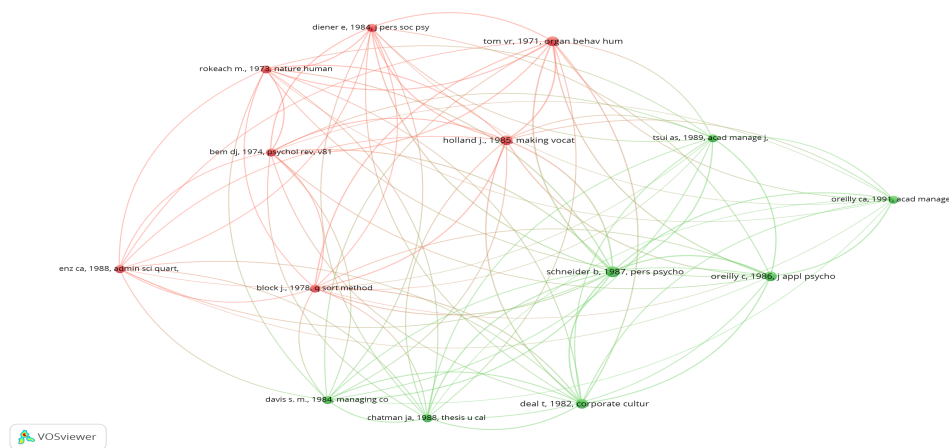 diener e, 1984, j pers soc psy
tom vr, 1971, organ behav hum
rokeach m., 1973, nature human
tsui as, 1989, acad manage j,
holland j., 1985, making vocat
bem dj, 1974, psychol rev, v81
oreilly ca, 1991, acad manage
enz ca, 1988, admin sci quart,
schneider b, 1987, pers psycho
oreilly c, 1986, j appl psycho
block j., 1978, q sort method
davis s. m., 1984, managing co
deal t, 1982, corporate cultur
chatman ja, 1988, thesis u cal
VOSviewer